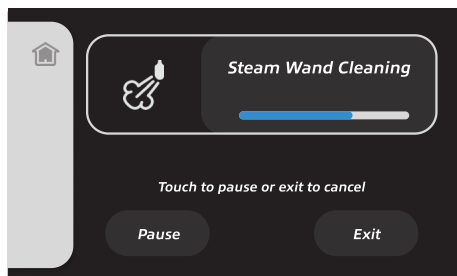 Steam Wand Cleaning
Touch to pause or exit to cancel
Pause
Exit